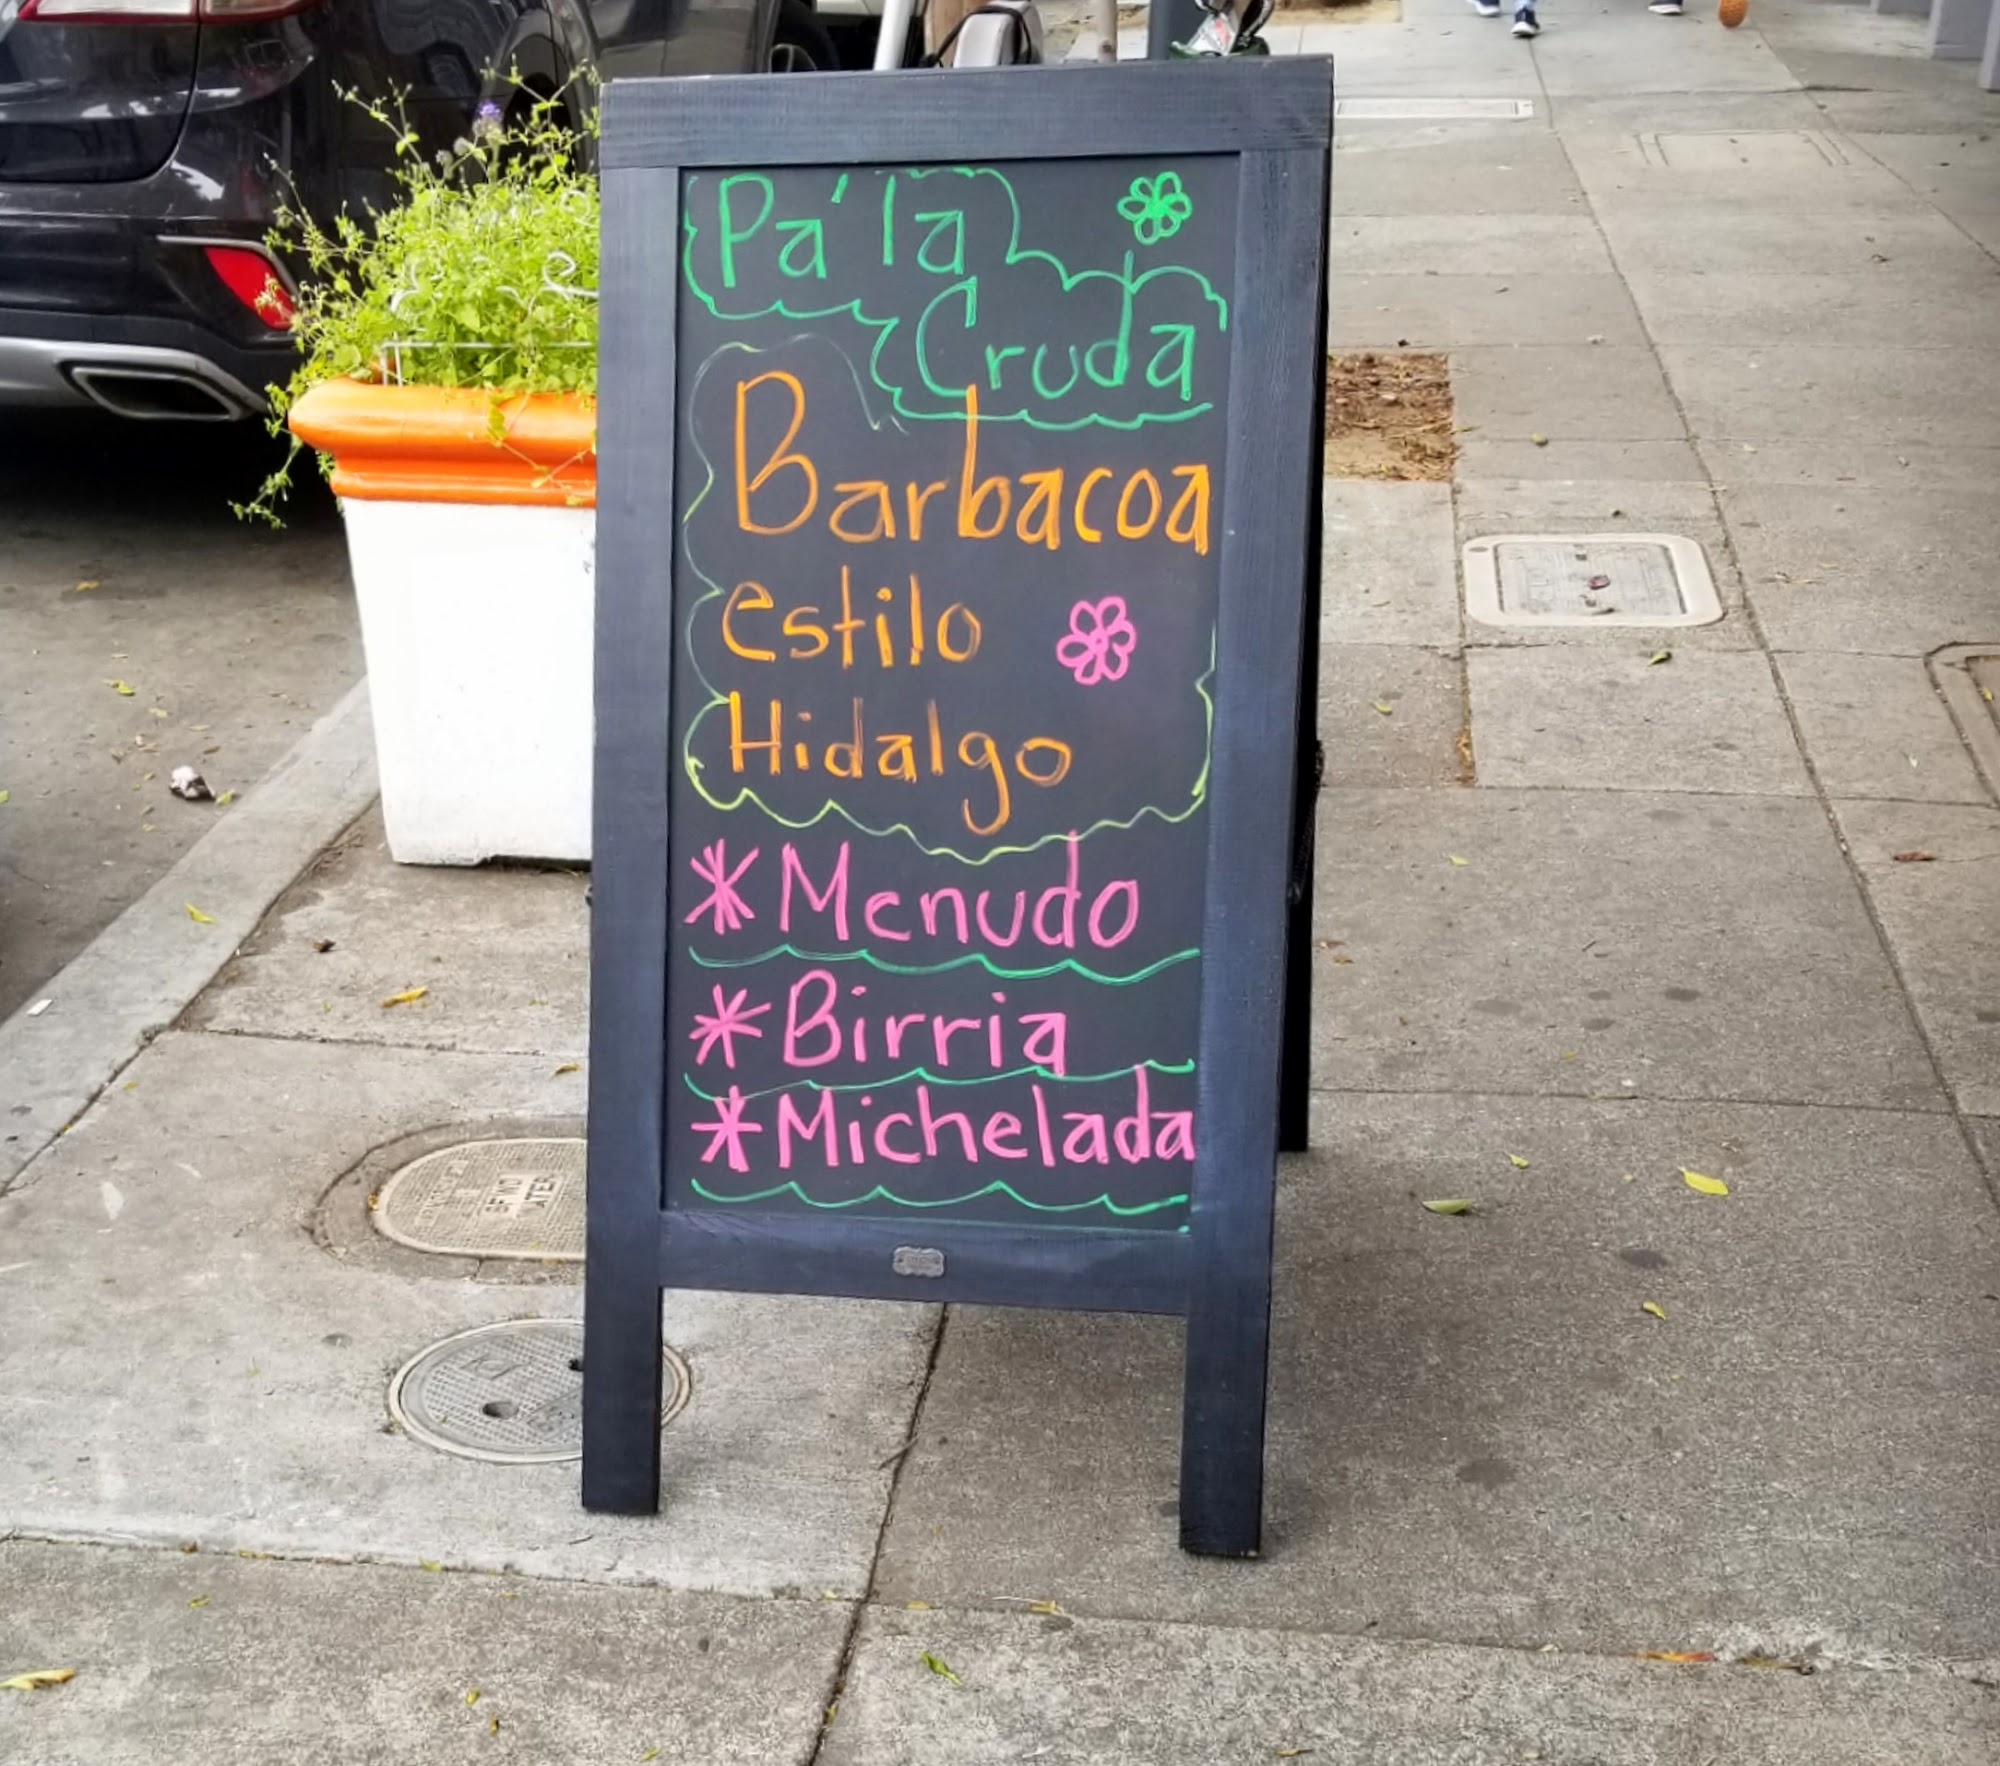 Pa'la
Cruda
Barbacoa
estilo
Hidalgo
* Menudo
* Birria
* Michelada